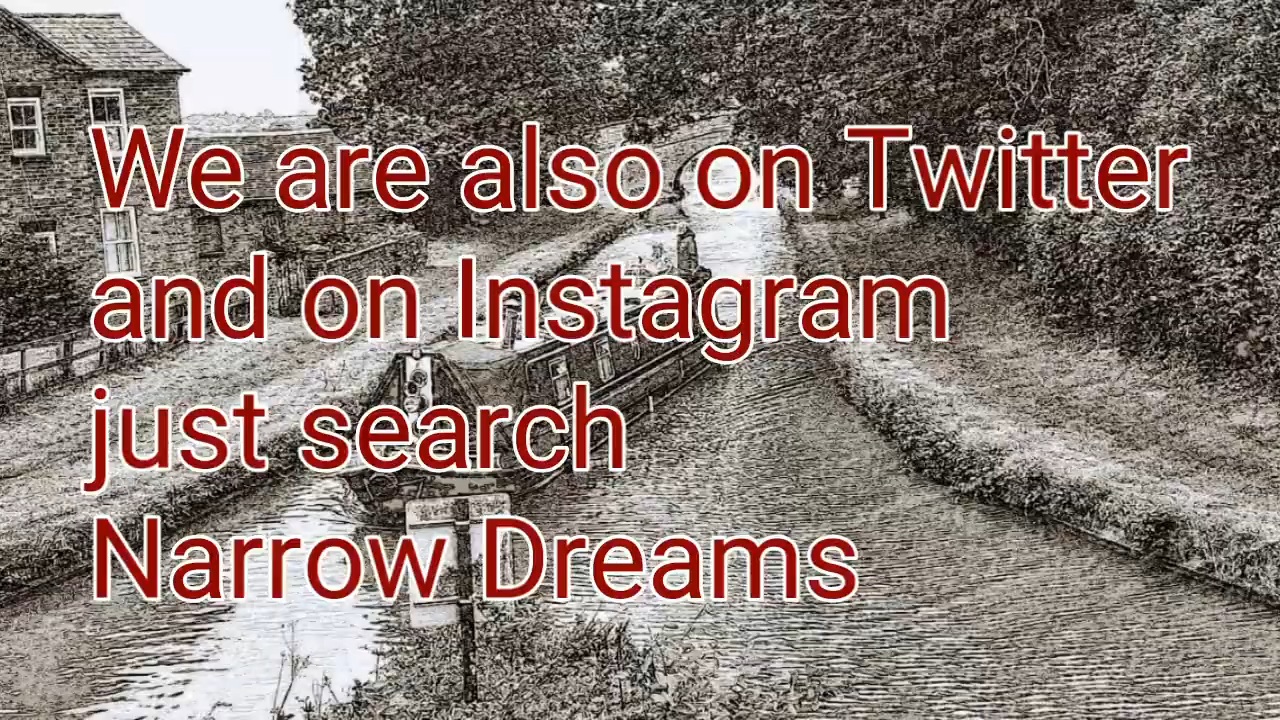 We are also on Twitter
and on Instagram
just search
Narrow Dreams